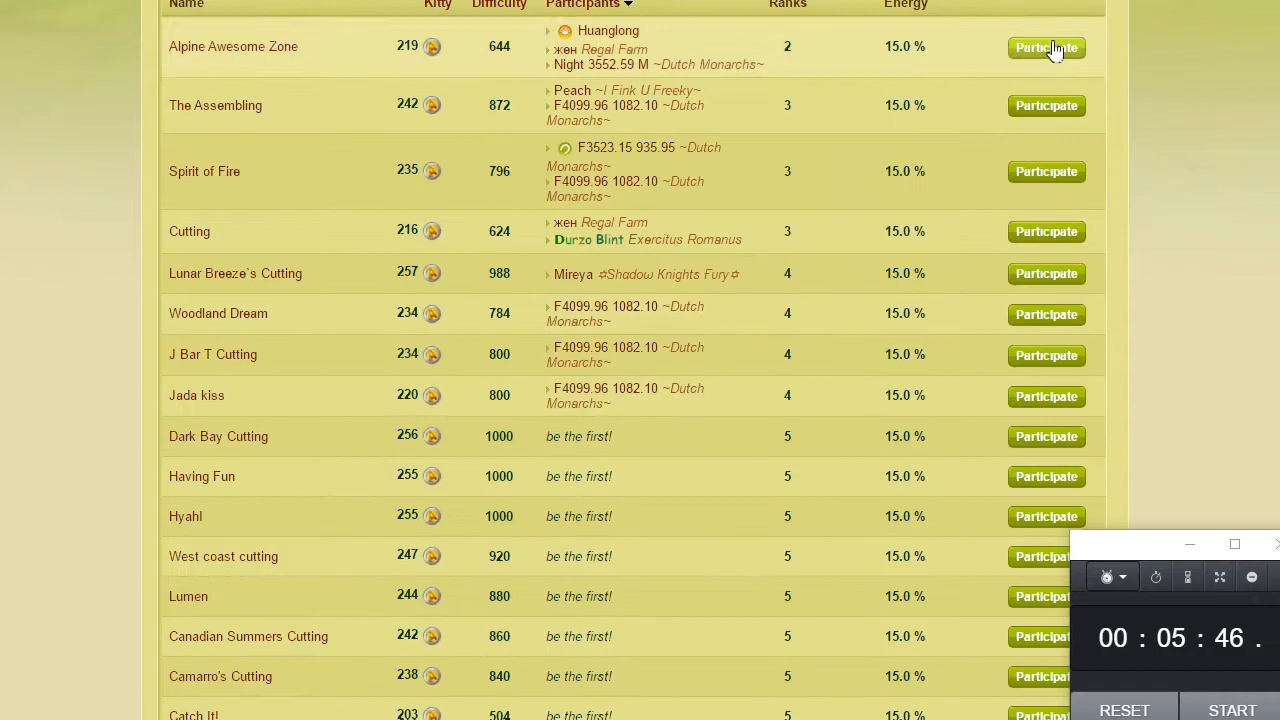 Name Kitty Difficulty Participants Ranks Energy
Huanglong
Alpine Awesome Zone 219 644 жен Regal Farm 2 15.0 % Participate
Night 3552.59 M ~Dutch Monarchs~
Peach ~I Fink U Freeky~
The Assembling 242 872 F4099.96 1082.10 ~Dutch 3 15.0 % Participate
Monarchs~
F3523.15 935.95 ~Dutch
Monarchs~
Spirit of Fire 235 796 3 15.0 % Participate
F4099.96 1082.10 ~Dutch
Monarchs~
жен Regal Farm
Cutting 216 624 3 15.0 % Participate
Durzo Blint Exercitus Romanus
Lunar Breeze`s Cutting 257 988 Mireya ✡Shadow Knights Fury✡ 4 15.0 % Participate
F4099.96 1082.10 ~Dutch
Woodland Dream 234 784 4 15.0 % Participate
Monarchs~
F4099.96 1082.10 ~Dutch
J Bar T Cutting 234 800 4 15.0 % Participate
Monarchs~
F4099.96 1082.10 ~Dutch
Jada kiss 220 800 4 15.0 % Participate
Monarchs~
Dark Bay Cutting 256 1000 be the first! 5 15.0 % Participate
Having Fun 255 1000 be the first! 5 15.0 % Participate
Hyahl 255 1000 be the first! 5 15.0 % Participate
West coast cutting 247 920 be the first! 5 15.0 % Participa
Lumen 244 880 be the first! 5 15.0 % Participa
Canadian Summers Cutting 242 860 be the first! 5 15.0 % Participa
Camarro's Cutting 238 840 be the first! 5 15.0 % Participa
Catch It! 203 504 be the first! 5 15.0 % Participa
00 : 05 : 46 .
RESET START